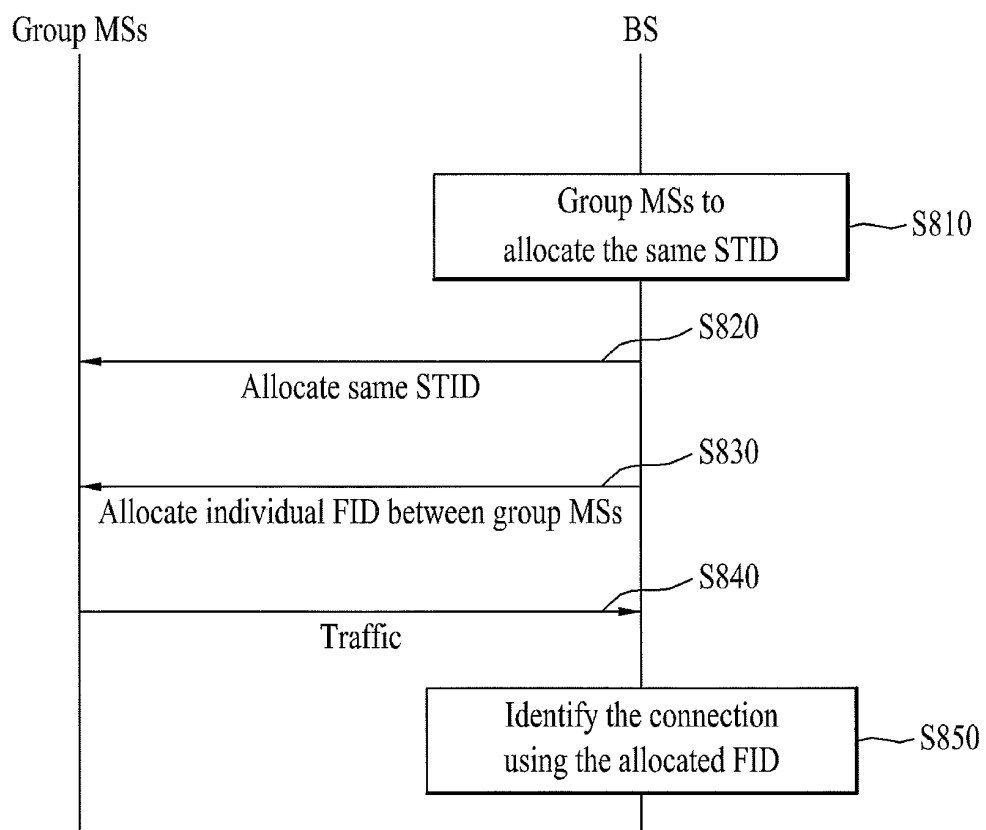 Group MSs
BS
Group MSs to
allocate the same STID
S810
S820
Allocate same STID
S830
Allocate individual FID between group MSs
S840
Traffic
Identify the connection
using the allocated FID
S850